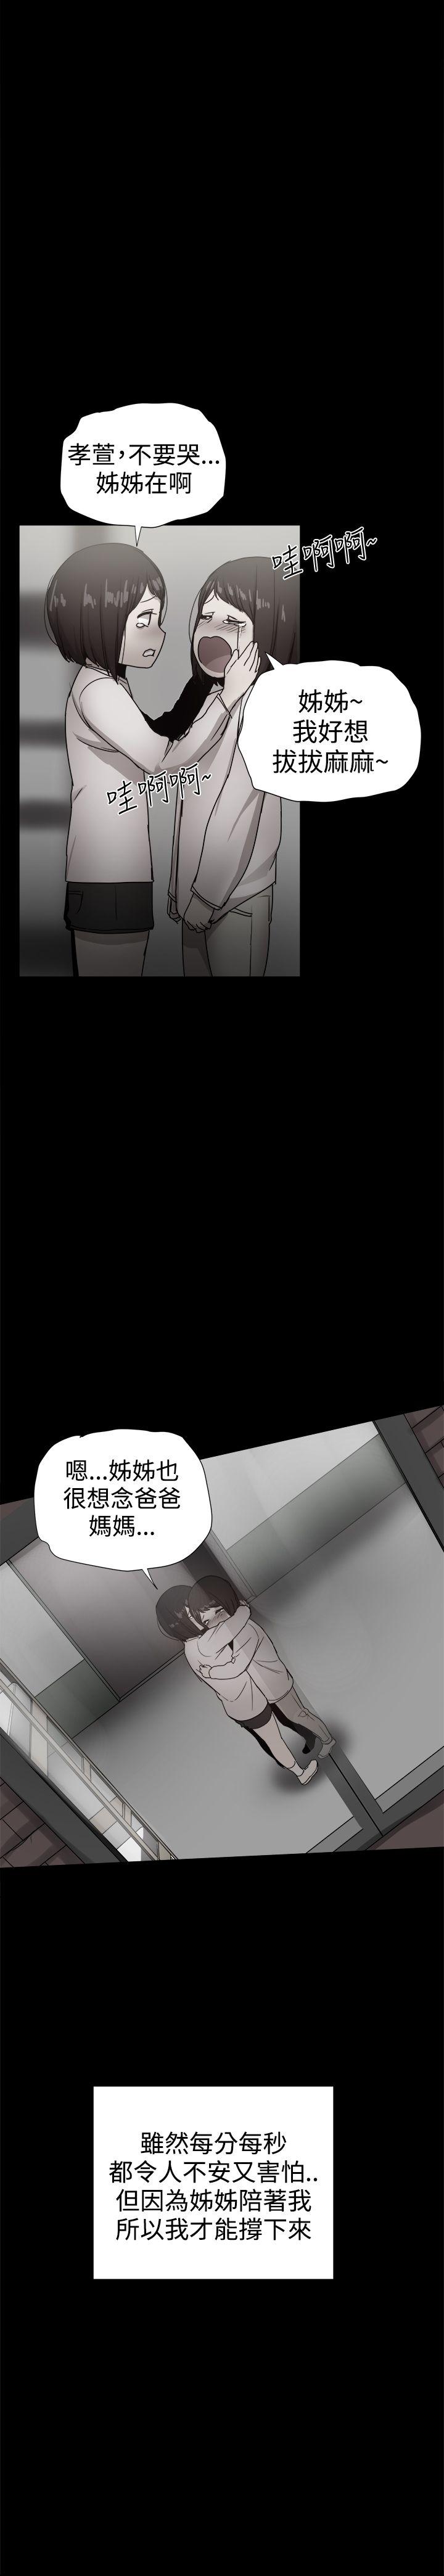 孝萱，不要哭...
姊姊在啊
哇啊啊~
姊姊~
我好想
拔拔麻麻~
哇啊啊~
嗯...姊姊也
很想念爸爸
媽媽...
雖然每分每秒
都令人不安又害怕..
但因為姊姊陪著我
所以我才能撐下來